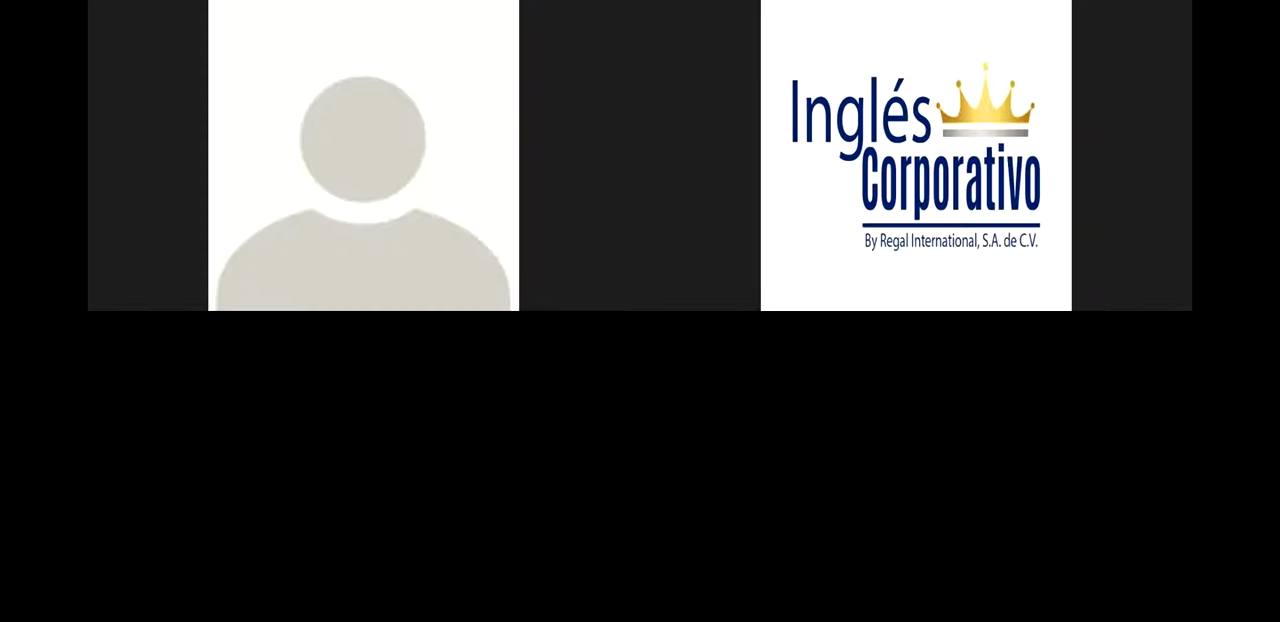 Inglés
Corporativo
By Regal International, S.A. de C.V.